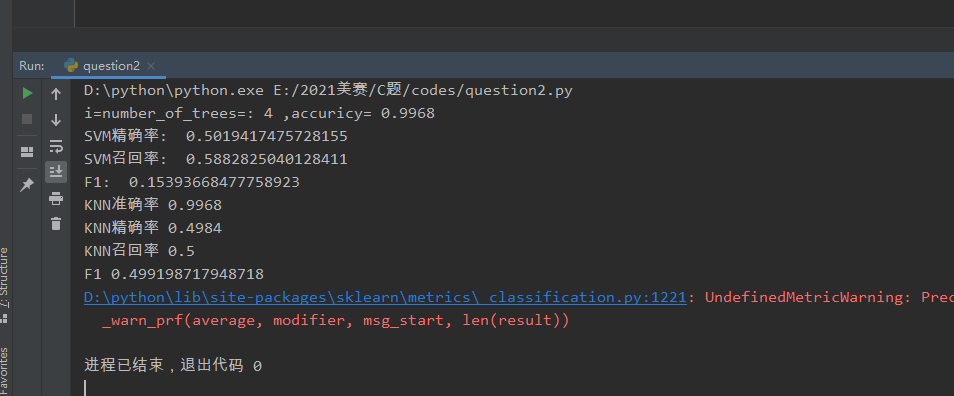 Run: question2
D:\python\python.exe E:/2021美赛/C题/codes/question2.py
i=number_of_trees=: 4 ,accuricy= 0.9968
SVM精确率:  0.5019417475728155
SVM召回率:  0.5882825040128411
F1:  0.15393668477758923
KNN准确率 0.9968
KNN精确率 0.4984
KNN召回率 0.5
F1 0.499198717948718
D:\python\lib\site-packages\sklearn\metrics\_classification.py:1221: UndefinedMetricWarning: Prec
_warn_prf(average, modifier, msg_start, len(result))
进程已结束，退出代码 0
Z: Structure
Favorites